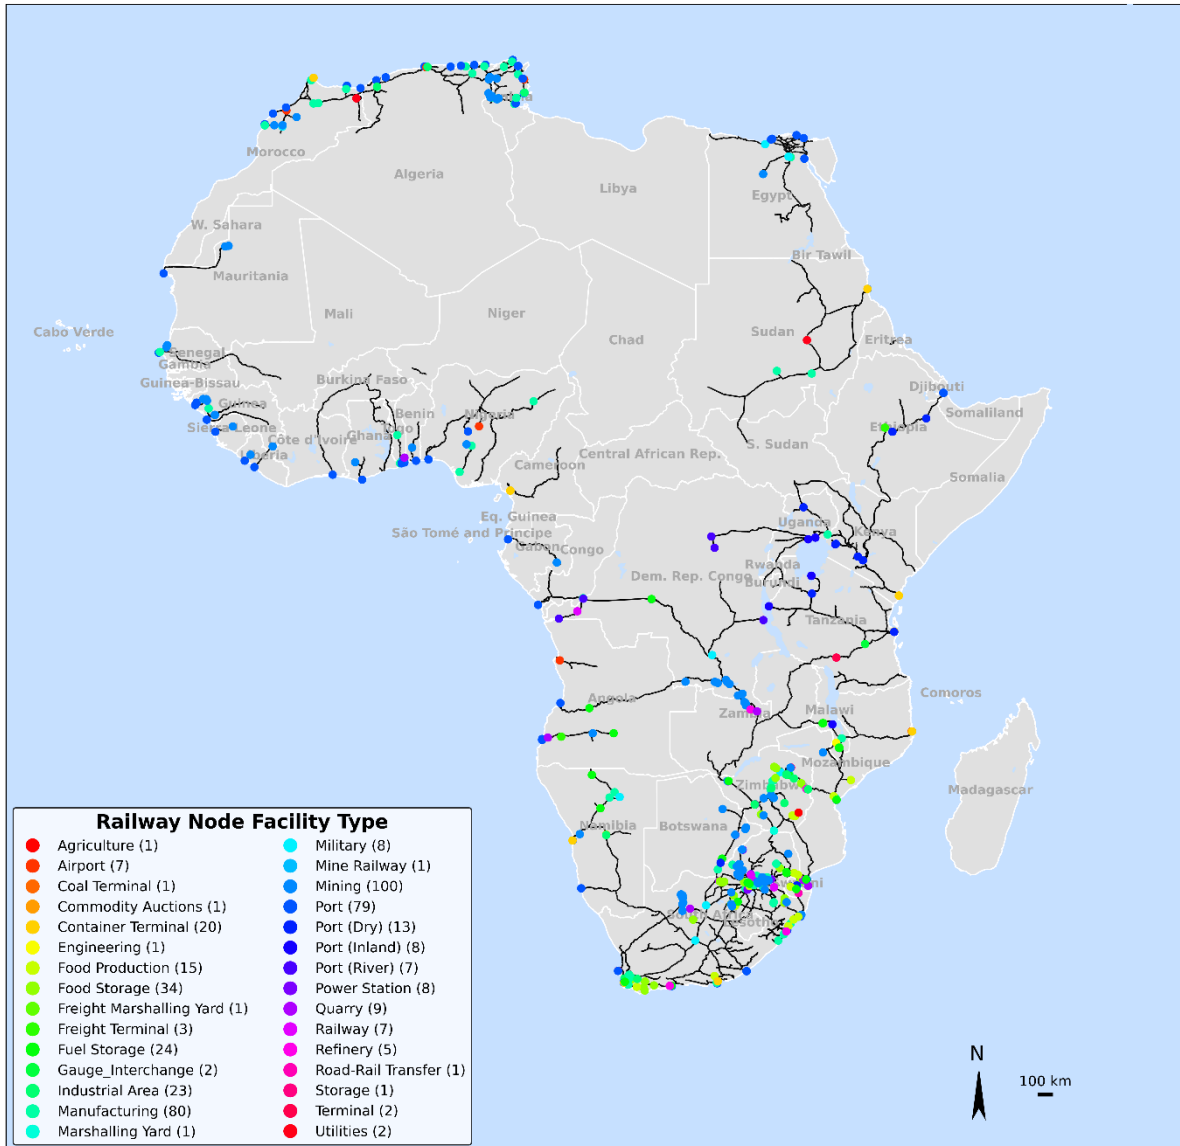 Morocco
Algeria
Libya
Egypt
W. Sahara
Mauritania
Bir Tawil
Cabo Verde
Mali
Niger
Chad
Sudan
Eritrea
Senegal
Gambia
Guinea-Bissau
Guinea
Burkina Faso
Benin
Nigeria
Djibouti
Somaliland
Sierra Leone
Côte d'Ivoire
Ghana
Togo
Ethiopia
Liberia
Cameroon
Central African Rep.
S. Sudan
Somalia
Eq. Guinea
São Tomé and Principe
Gabon
Congo
Uganda
Kenya
Dem. Rep. Congo
Rwanda
Burundi
Tanzania
Angola
Zambia
Malawi
Comoros
Mozambique
Zimbabwe
Madagascar
Namibia
Botswana
South Africa
Lesotho
Railway Node Facility Type
Agriculture (1)
Airport (7)
Coal Terminal (1)
Commodity Auctions (1)
Container Terminal (20)
Engineering (1)
Food Production (15)
Food Storage (34)
Freight Marshalling Yard (1)
Freight Terminal (3)
Fuel Storage (24)
Gauge_Interchange (2)
Industrial Area (23)
Manufacturing (80)
Marshalling Yard (1)
Military (8)
Mine Railway (1)
Mining (100)
Port (79)
Port (Dry) (13)
Port (Inland) (8)
Port (River) (7)
Power Station (8)
Quarry (9)
Railway (7)
Refinery (5)
Road-Rail Transfer (1)
Storage (1)
Terminal (2)
Utilities (2)
N
100 km